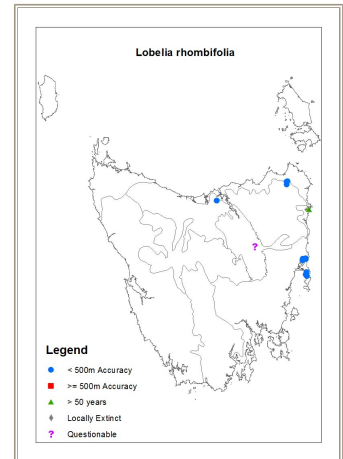 Lobelia rhombifolia
?
Legend
< 500m Accuracy
>= 500m Accuracy
> 50 years
Locally Extinct
? Questionable